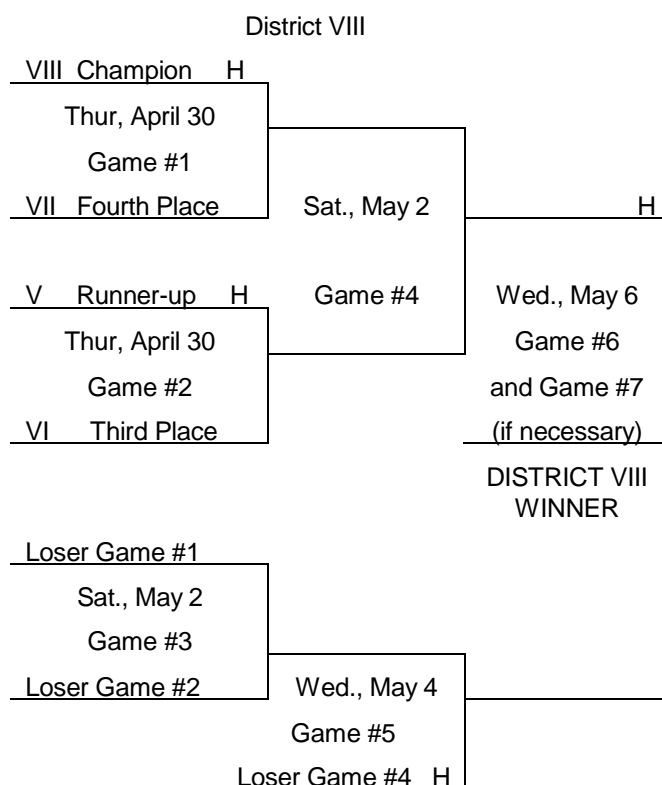 District VIII
VIII Champion H
Thur, April 30
Game #1
VII Fourth Place
Sat., May 2
H
V Runner-up H
Game #4
Wed., May 6
Thur, April 30
Game #6
Game #2
and Game #7
VI Third Place
(if necessary)
DISTRICT VIII
WINNER
Loser Game #1
Sat., May 2
Game #3
Loser Game #2
Wed., May 4
Game #5
Loser Game #4 H